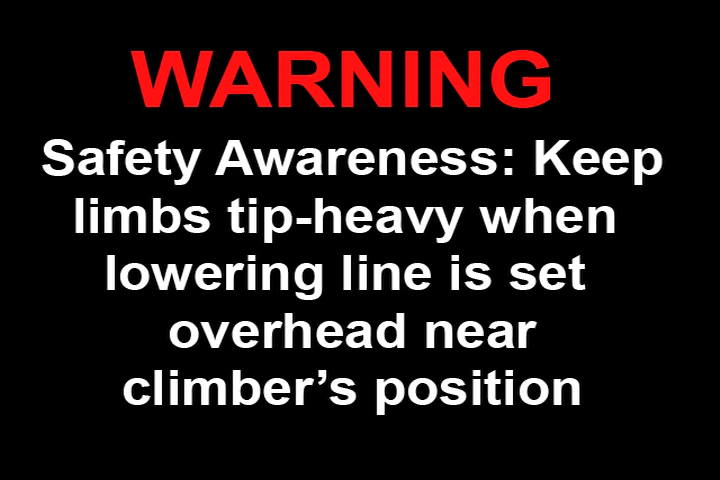 WARNING
Safety Awareness: Keep
limbs tip-heavy when
lowering line is set
overhead near
climber’s position